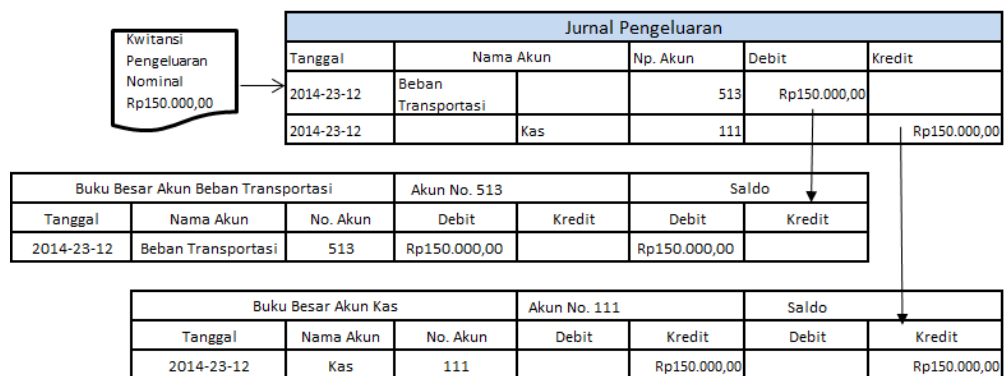 Kwitansi
Pengeluaran
Nominal
Rp150.000,00
Jurnal Pengeluaran
Tanggal Nama Akun Np. Akun Debit Kredit
2014-23-12 Beban Transportasi 513 Rp150.000,00
2014-23-12 Kas 111 Rp150.000,00
Buku Besar Akun Beban Transportasi Akun No. 513 Saldo
Tanggal Nama Akun No. Akun Debit Kredit Debit Kredit
2014-23-12 Beban Transportasi 513 Rp150.000,00 Rp150.000,00
Buku Besar Akun Kas Akun No. 111 Saldo
Tanggal Nama Akun No. Akun Debit Kredit Debit Kredit
2014-23-12 Kas 111 Rp150.000,00 Rp150.000,00